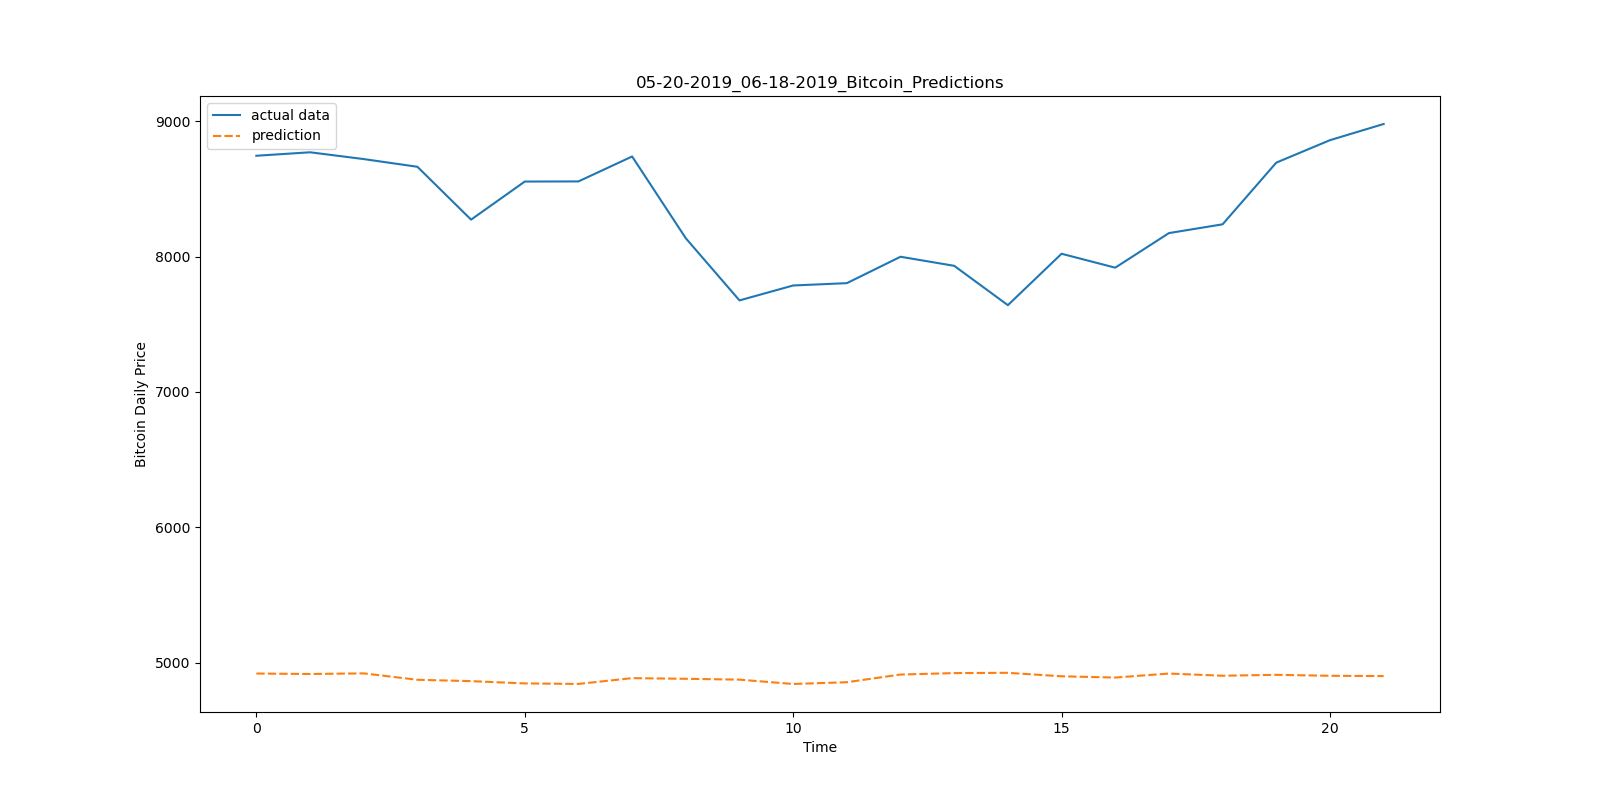 05-20-2019_06-18-2019_Bitcoin_Predictions
actual data
prediction
9000
8000
7000
6000
5000
Bitcoin Daily Price
0 5 10 15 20
Time